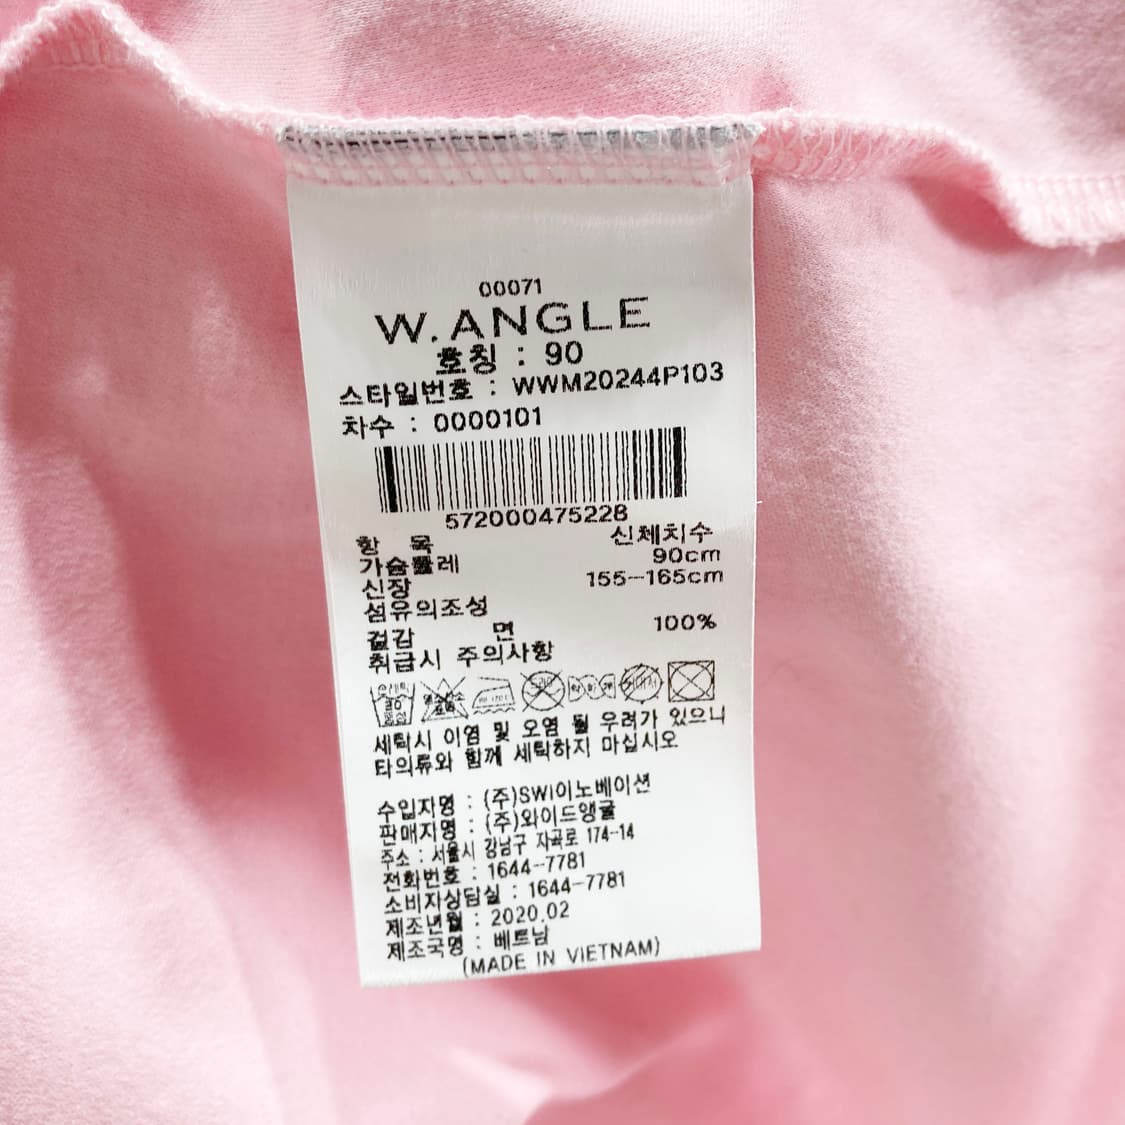 00071
W.ANGLE
호칭 : 90
스타일번호 : WWM20244P103
차수 : 0000101
572000475228
항 목 신체치수
가슴둘레 90cm
신장 155-165cm
섬유의조성
겉감 면 100%
취급시 주의사항
세탁시 이염 및 오염 될 우려가 있으니
타의류와 함께 세탁하지 마십시오
수입자명 : (주)SWI이노베이션
판매자명 : (주)와이드앵글
주소 : 서울시 강남구 자곡로 174-14
전화번호 : 1644-7781
소비자상담실 : 1644-7781
제조년월 : 2020.02
제조국명 : 베트남
(MADE IN VIETNAM)